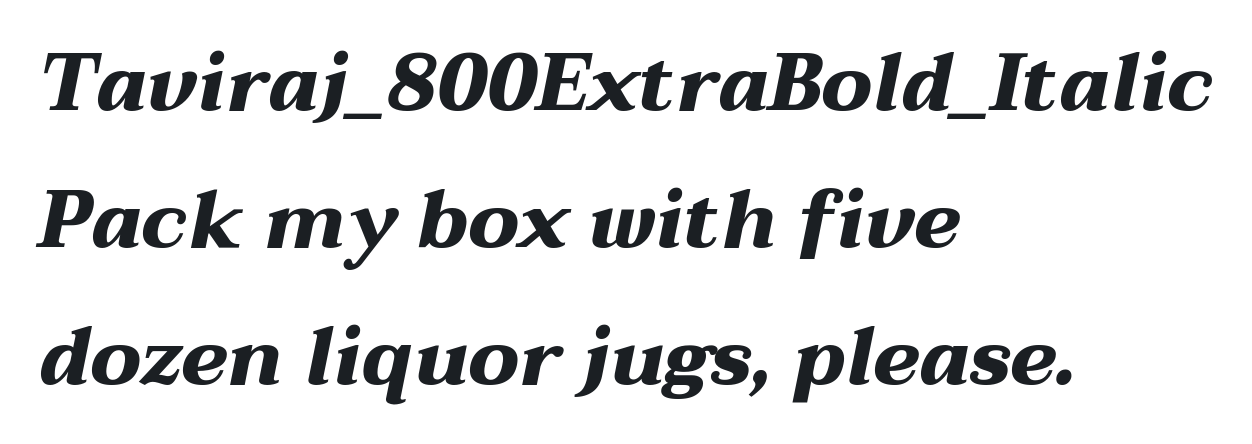 Taviraj_800ExtraBold_Italic
Pack my box with five
dozen liquor jugs, please.